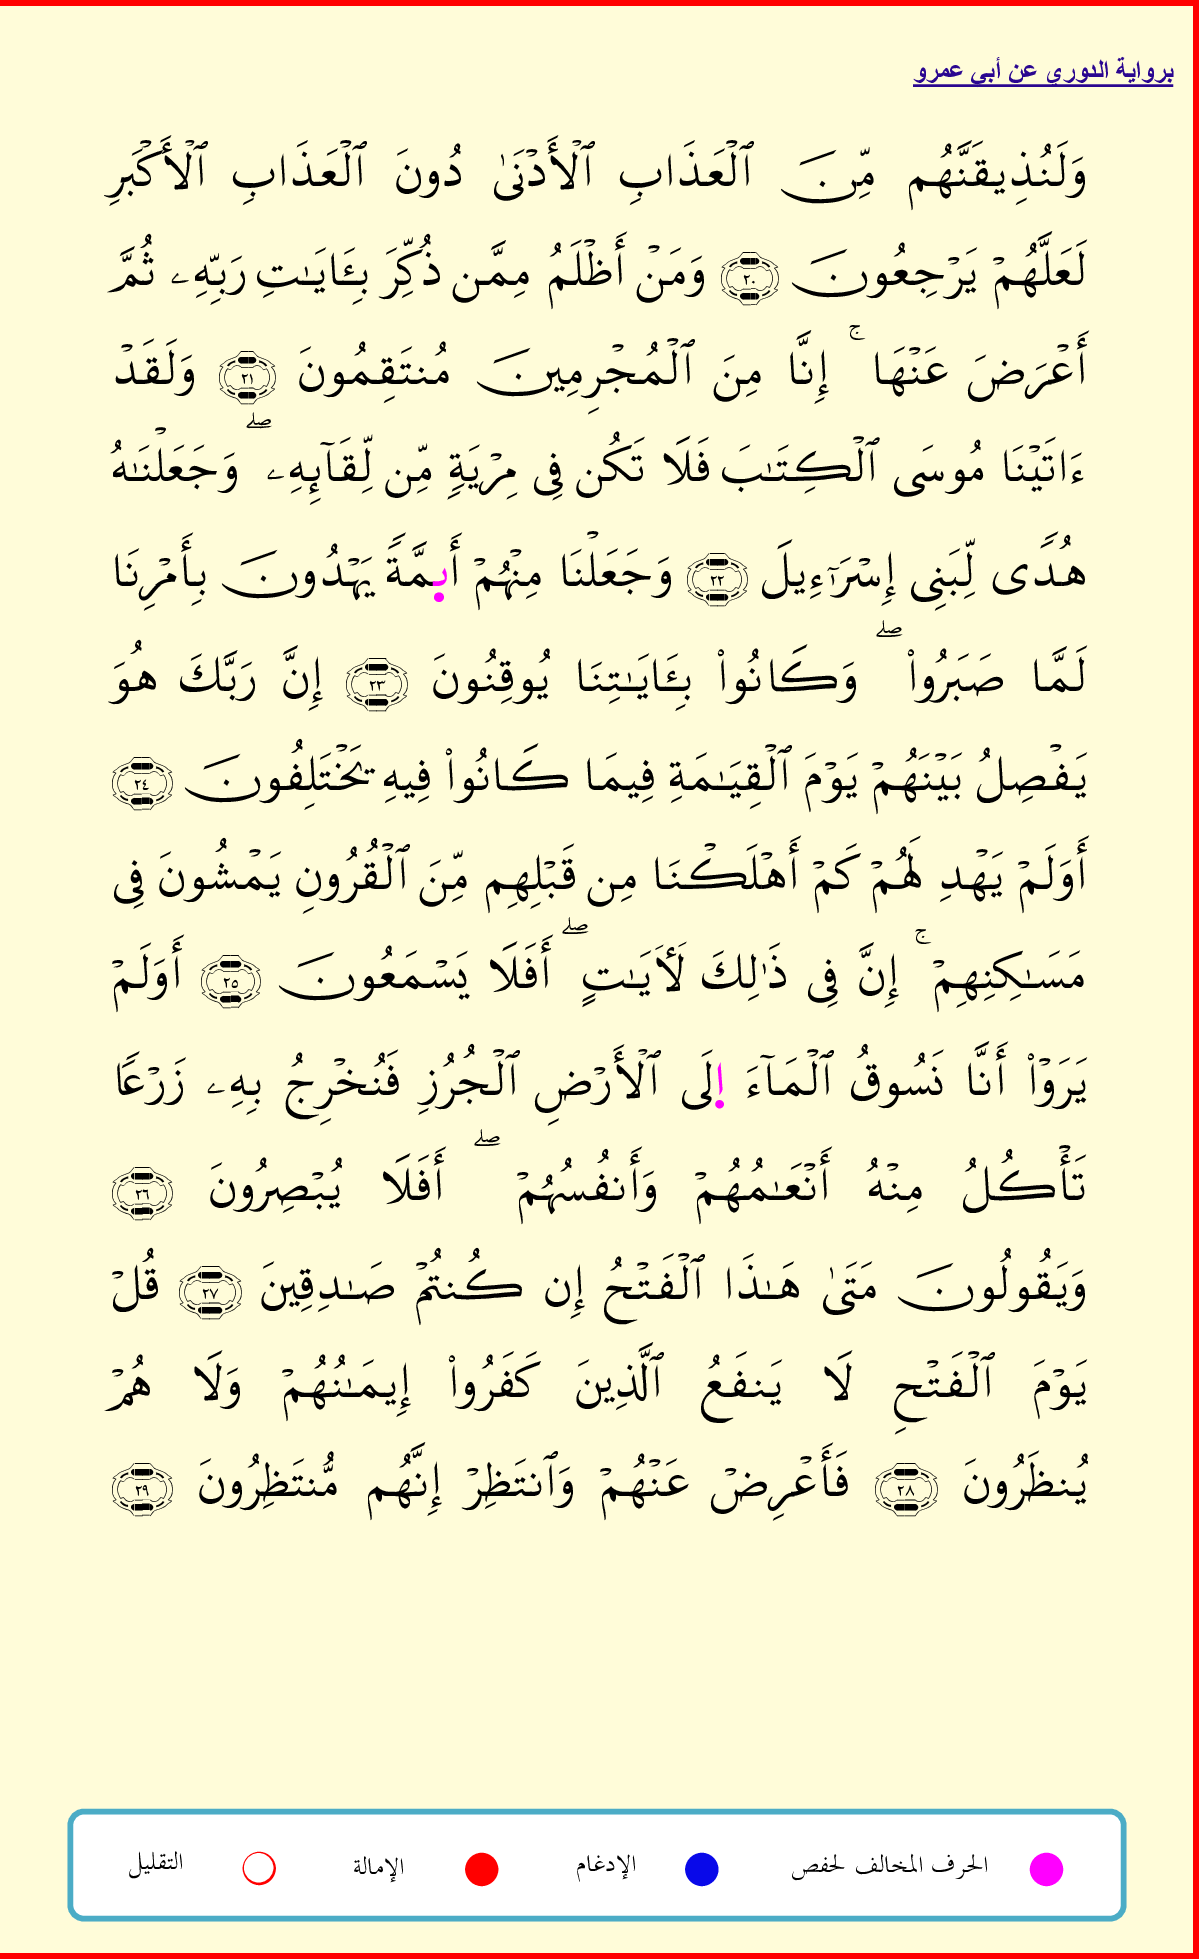 برواية الدوري عن أبي عمرو
وَلَنُذِيقَنَّهُم مِّنَ ٱلْعَذَابِ ٱلْأَدْنَىٰ دُونَ ٱلْعَذَابِ ٱلْأَكْبَرِ
لَعَلَّهُمْ يَرْجِعُونَ ٢٠ وَمَنْ أَظْلَمُ مِمَّن ذُكِّرَ بِـَٔايَـٰتِ رَبِّهِۦ ثُمَّ
أَعْرَضَ عَنْهَا ۚ إِنَّا مِنَ ٱلْمُجْرِمِينَ مُنتَقِمُونَ ٢١ وَلَقَدْ
ءَاتَيْنَا مُوسَى ٱلْكِتَـٰبَ فَلَا تَكُن فِى مِرْيَةٍ مِّن لِّقَآئِهِۦ ۖ وَجَعَلْنَـٰهُ
هُدًى لِّبَنِى إِسْرَٰٓءِيلَ ٢٢ وَجَعَلْنَا مِنْهُمْ أَىِٕمَّةً يَهْدُونَ بِأَمْرِنَا
لَمَّا صَبَرُوا۟ ۖ وَكَانُوا۟ بِـَٔايَـٰتِنَا يُوقِنُونَ ٢٣ إِنَّ رَبَّكَ هُوَ
يَفْصِلُ بَيْنَهُمْ يَوْمَ ٱلْقِيَـٰمَةِ فِيمَا كَانُوا۟ فِيهِ يَخْتَلِفُونَ ٢٤
أَوَلَمْ يَهْدِ لَهُمْ كَمْ أَهْلَكْنَا مِن قَبْلِهِم مِّنَ ٱلْقُرُونِ يَمْشُونَ فِى
مَسَـٰكِنِهِمْ ۚ إِنَّ فِى ذَٰلِكَ لَـَٔايَـٰتٍ ۖ أَفَلَا يَسْمَعُونَ ٢٥ أَوَلَمْ
يَرَوْا۟ أَنَّا نَسُوقُ ٱلْمَآءَ إِلَى ٱلْأَرْضِ ٱلْجُرُزِ فَنُخْرِجُ بِهِۦ زَرْعًا
تَأْكُلُ مِنْهُ أَنْعَـٰمُهُمْ وَأَنفُسُهُمْ ۖ أَفَلَا يُبْصِرُونَ ٢٦
وَيَقُولُونَ مَتَىٰ هَـٰذَا ٱلْفَتْحُ إِن كُنتُمْ صَـٰدِقِينَ ٢٧ قُلْ
يَوْمَ ٱلْفَتْحِ لَا يَنفَعُ ٱلَّذِينَ كَفَرُوا۟ إِيمَـٰنُهُمْ وَلَا هُمْ
يُنظَرُونَ ٢٨ فَأَعْرِضْ عَنْهُمْ وَٱنتَظِرْ إِنَّهُم مُّنتَظِرُونَ ٢٩
الحرف المخالف لحفص الإدغام الإمالة التقليل